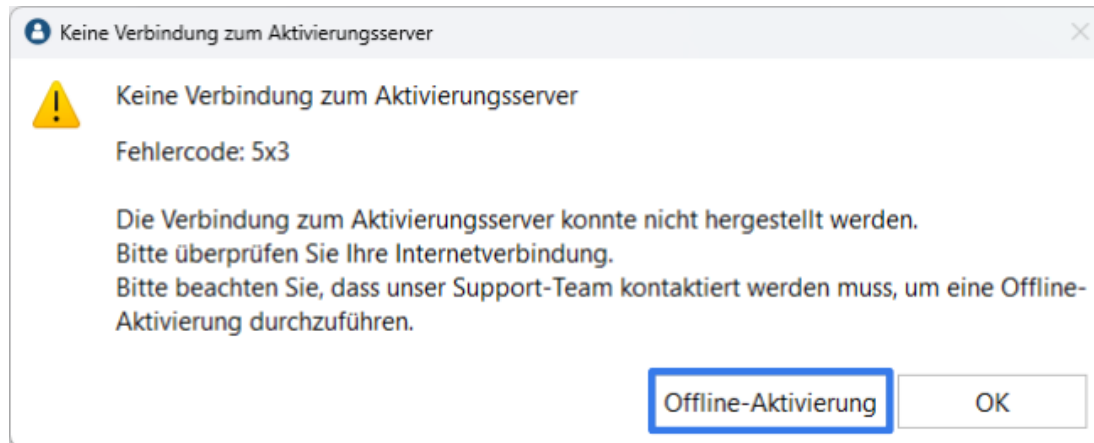 Keine Verbindung zum Aktivierungsserver
Keine Verbindung zum Aktivierungsserver
Fehlercode: 5x3
Die Verbindung zum Aktivierungsserver konnte nicht hergestellt werden.
Bitte überprüfen Sie Ihre Internetverbindung.
Bitte beachten Sie, dass unser Support-Team kontaktiert werden muss, um eine Offline-
Aktivierung durchzuführen.
Offline-Aktivierung OK